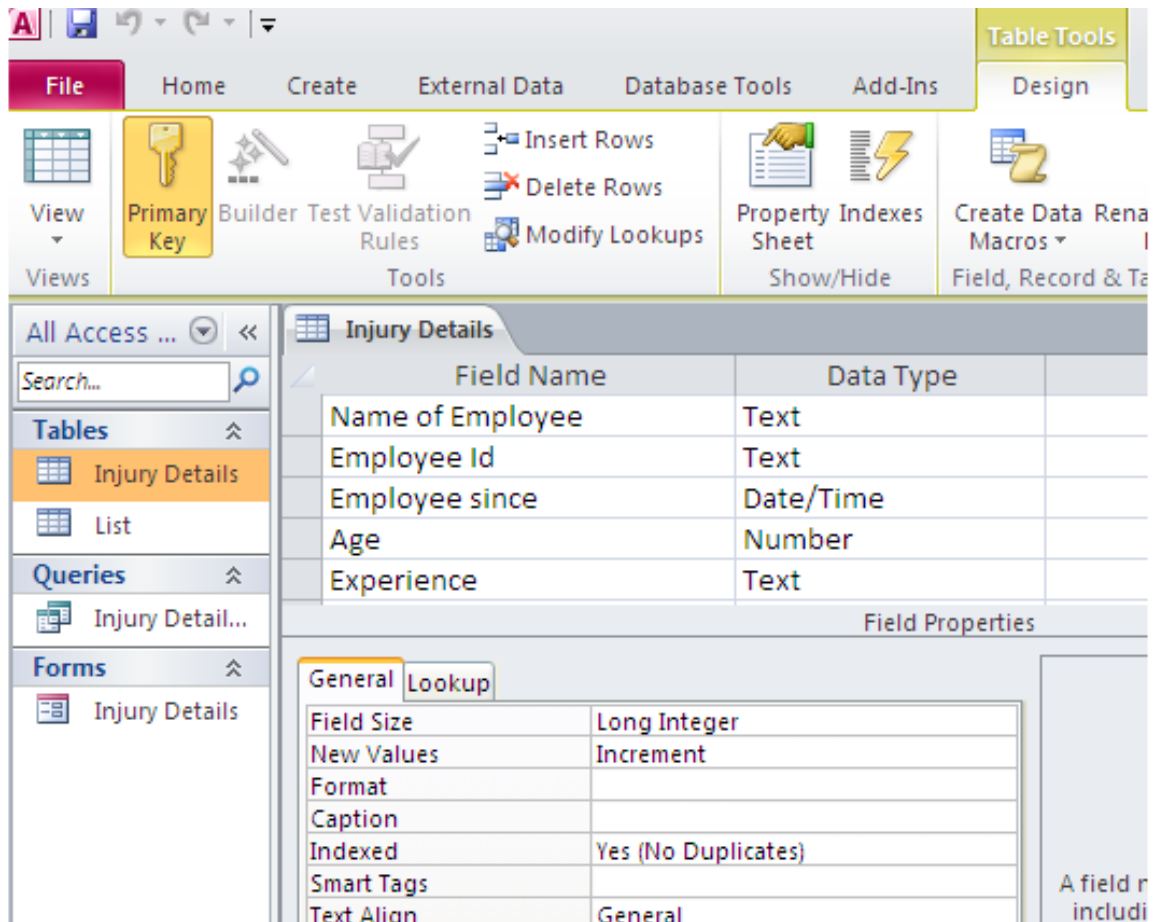 A
Table Tools
File Home Create External Data Database Tools Add-Ins Design
Insert Rows
Delete Rows
Modify Lookups
View Primary Key Builder Test Validation Rules Property Sheet Indexes Create Data Macros
Views Tools Show/Hide Field, Record &
All Access ... «
Injury Details
Search...
Field Name Data Type
Tables
Name of Employee Text
Injury Details
Employee Id Text
List
Employee since Date/Time
Age Number
Queries
Experience Text
Injury Detail...
Field Properties
Forms
Injury Details
General Lookup
Field Size Long Integer
New Values Increment
Format
Caption
Indexed Yes (No Duplicates)
Smart Tags
Text Align General
A field